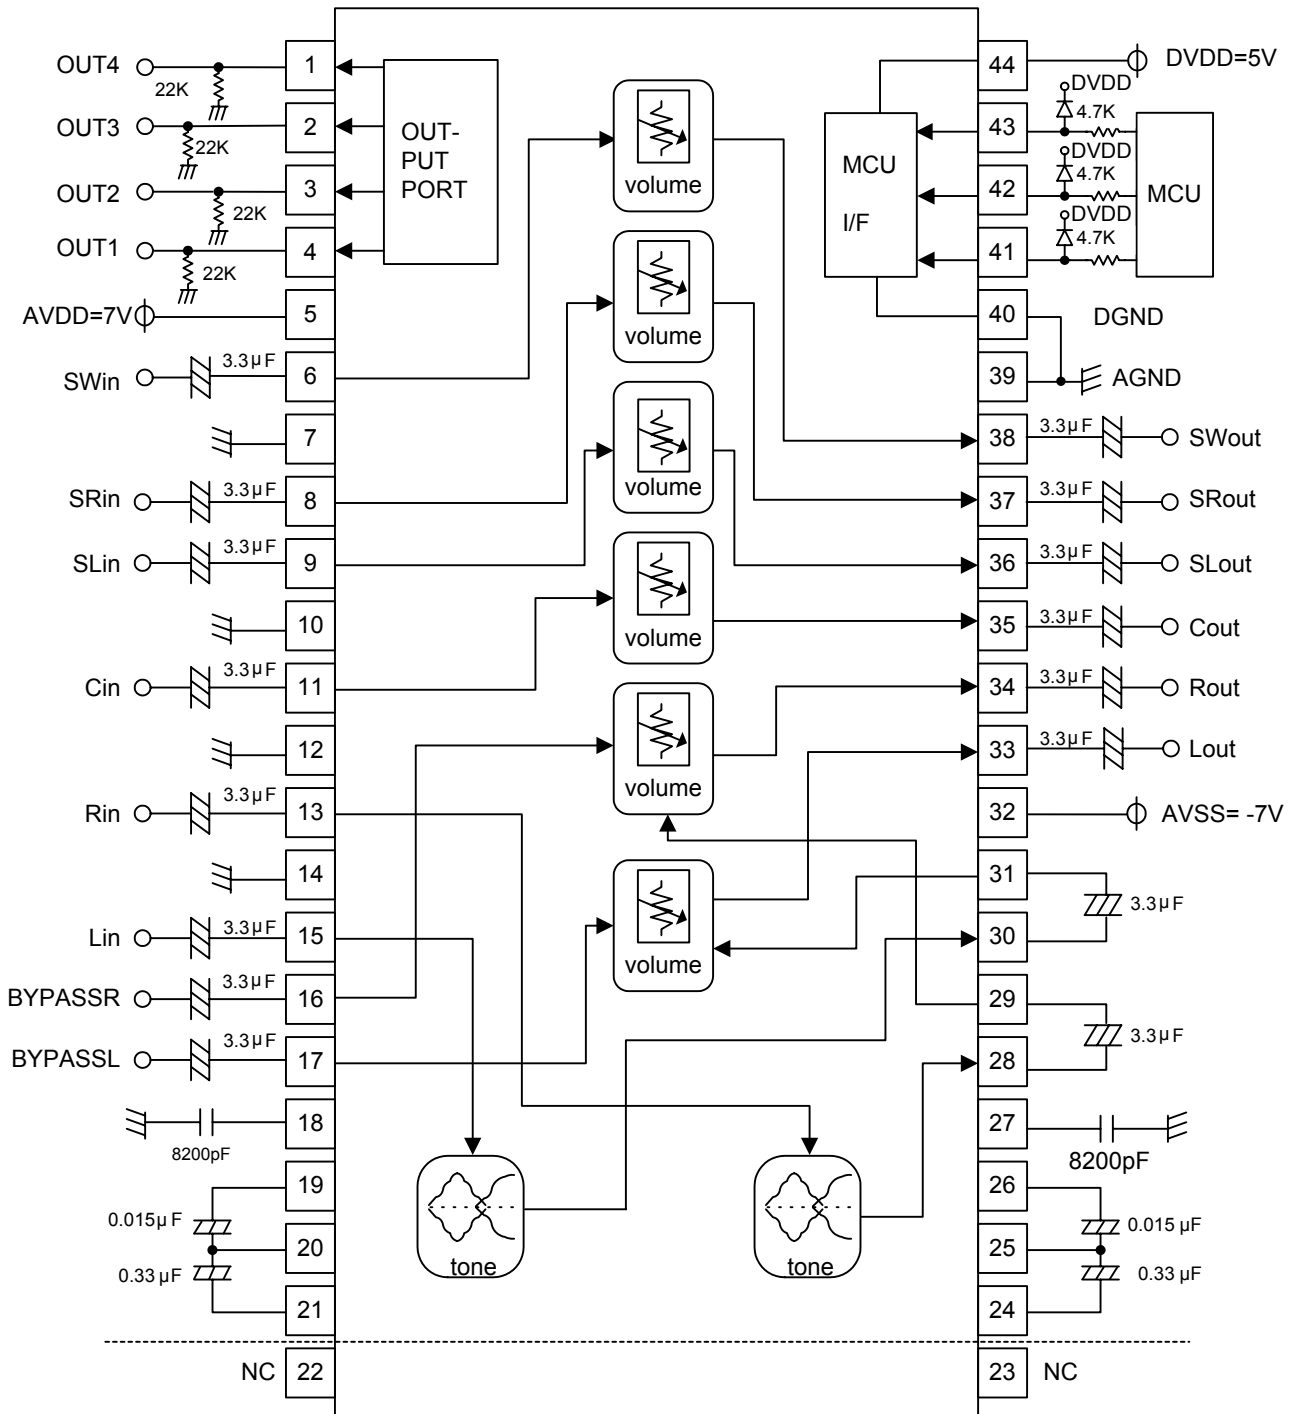 OUT4
22K
1
OUT3
22K
2
OUT2
22K
3
OUT1
22K
4
OUT-
PUT
PORT
AVDD=7V
5
SWin
3.3µF
6
7
SRin
3.3µF
8
SLin
3.3µF
9
10
Cin
3.3µF
11
12
Rin
3.3µF
13
14
Lin
3.3µF
15
BYPASSR
3.3µF
16
BYPASSL
3.3µF
17
18
8200pF
19
0.015µF
20
0.33µF
21
NC
22
volume
volume
volume
volume
volume
volume
tone
tone
MCU
I/F
44
DVDD=5V
43
DVDD
4.7K
42
DVDD
4.7K
41
DVDD
4.7K
MCU
40
DGND
39
AGND
38
3.3µF
SWout
37
3.3µF
SRout
36
3.3µF
SLout
35
3.3µF
Cout
34
3.3µF
Rout
33
3.3µF
Lout
32
AVSS= -7V
31
3.3µF
30
29
3.3µF
28
27
8200pF
26
0.015µF
25
0.33µF
24
23
NC